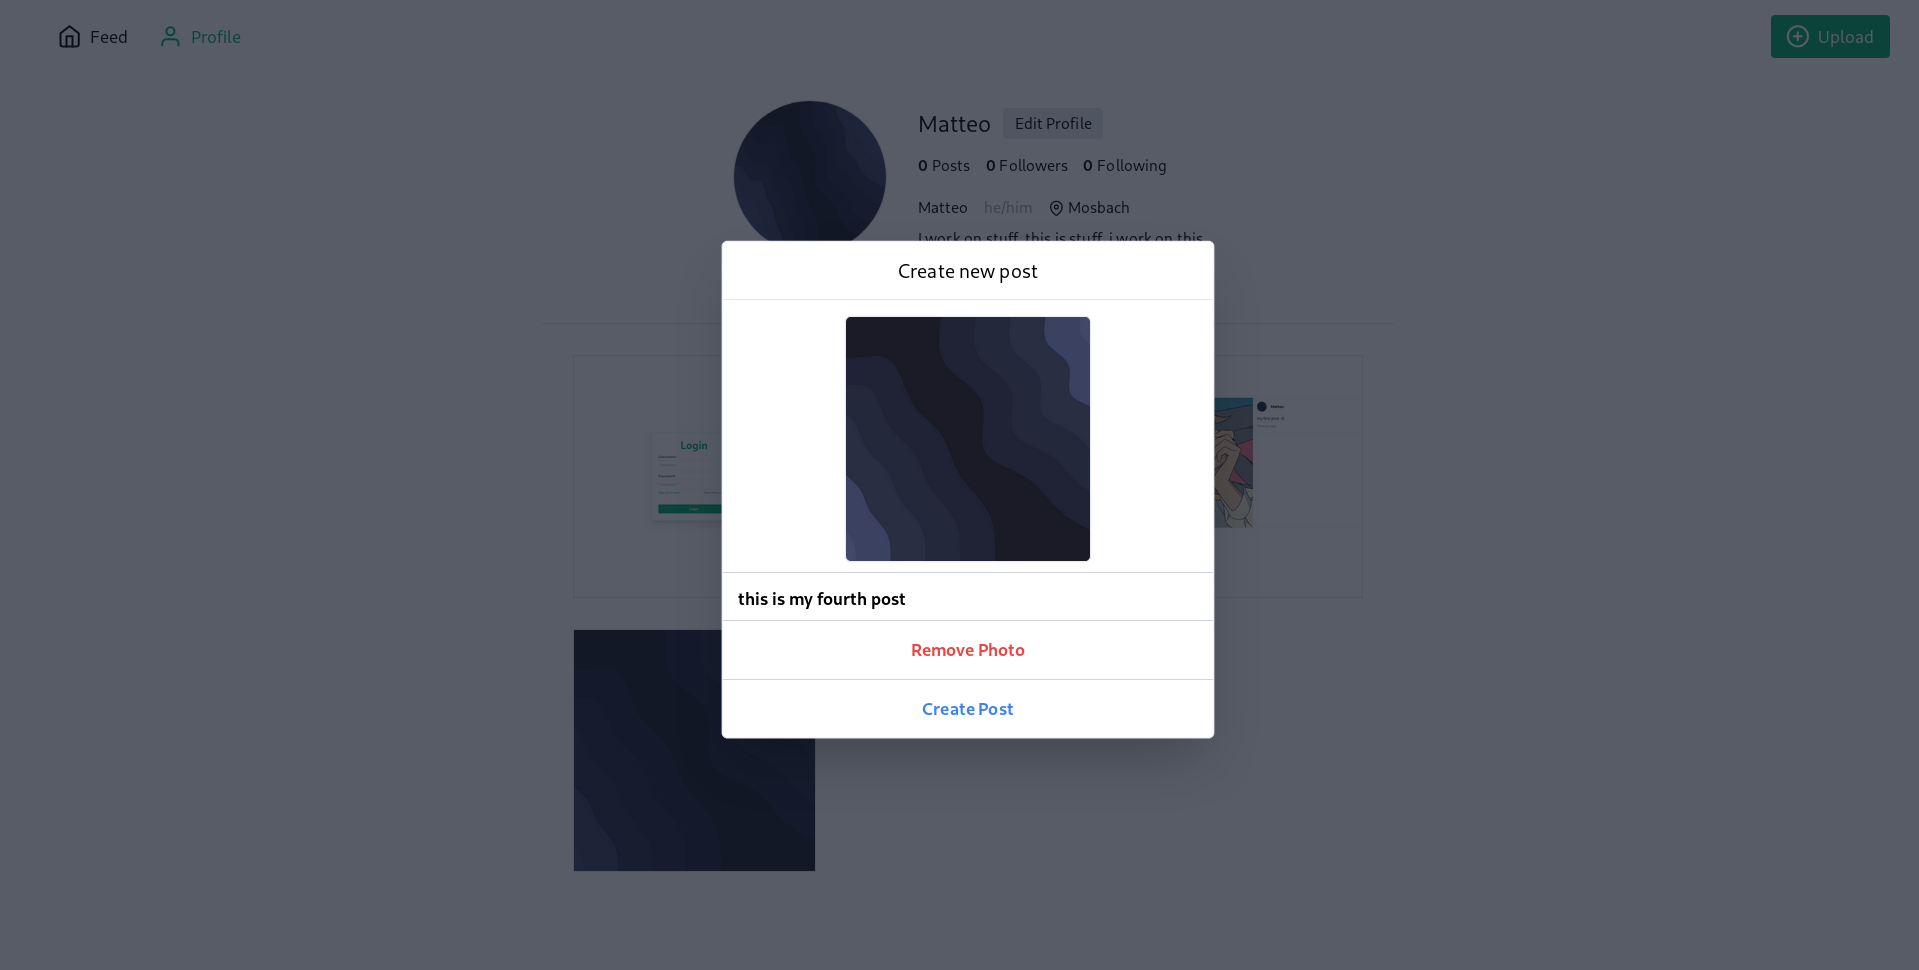 Feed Profile Upload
Matteo Edit Profile
0 Posts 0 Followers 0 Following
Matteo he/him Mosbach
I work on stuff, this is stuff, i work on this
Create new post
Login
this is my fourth post
Remove Photo
Create Post